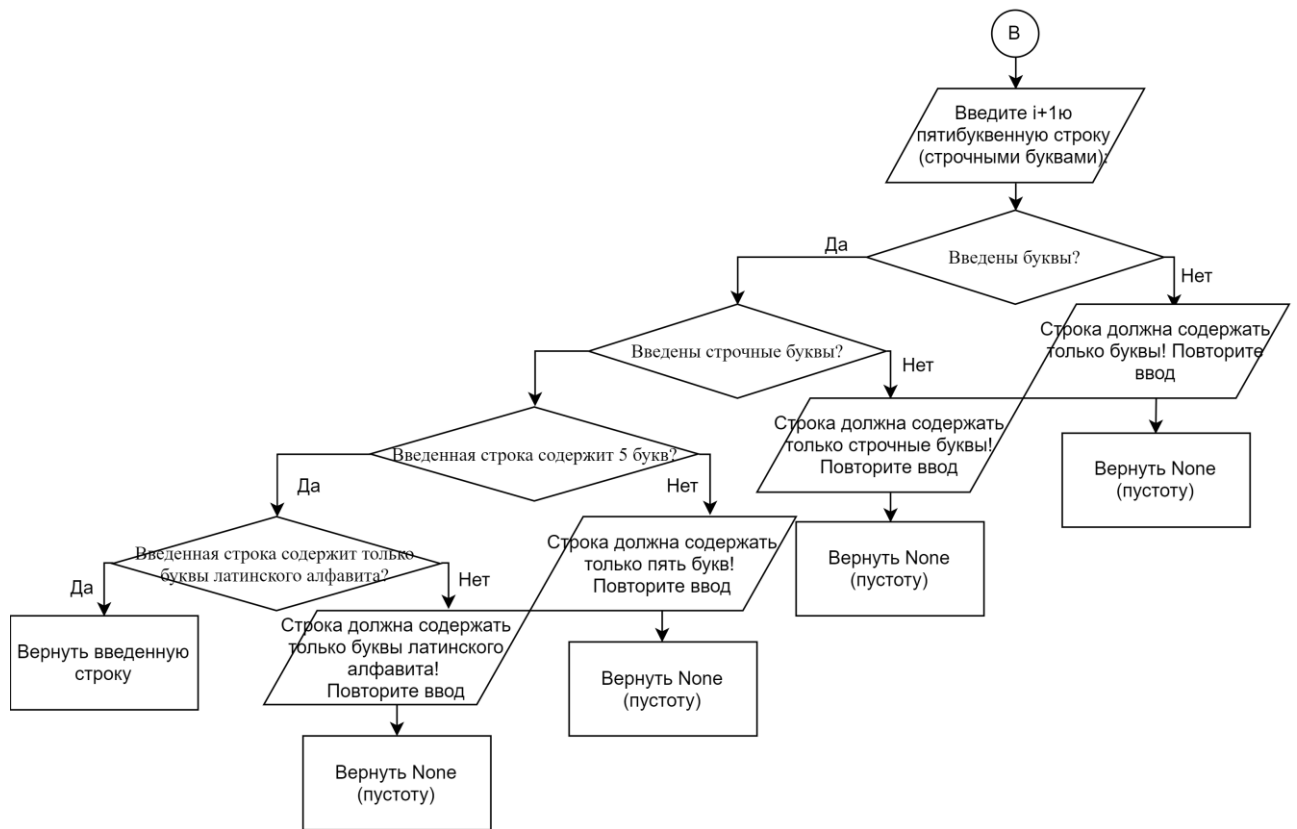 B
Введите i+1ю
пятибуквенную строку
(строчными буквами):
Да
Введены буквы?
Нет
Введены строчные буквы?
Строка должна содержать
только буквы! Повторите
ввод
Нет
Введенная строка содержит 5 букв?
Строка должна содержать
только строчные буквы!
Повторите ввод
Вернуть None
(пустоту)
Да
Нет
Введенная строка содержит только
буквы латинского алфавита?
Строка должна содержать
только пять букв!
Повторите ввод
Вернуть None
(пустоту)
Да
Нет
Вернуть введенную
строку
Строка должна содержать
только буквы латинского
алфавита!
Повторите ввод
Вернуть None
(пустоту)
Вернуть None
(пустоту)